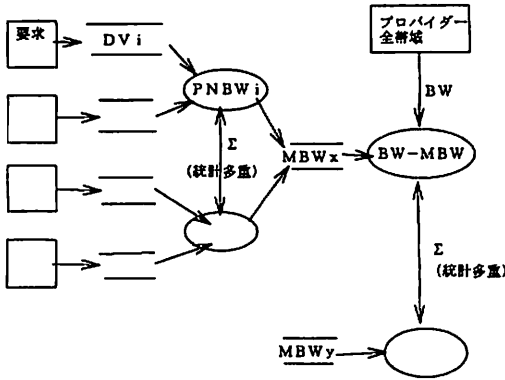 要求
DVi
プロバイダー
全帯域
PNBWi
BW
Σ
(統計多重)
MBWx
BW-MBW
Σ
(統計多重)
MBWy